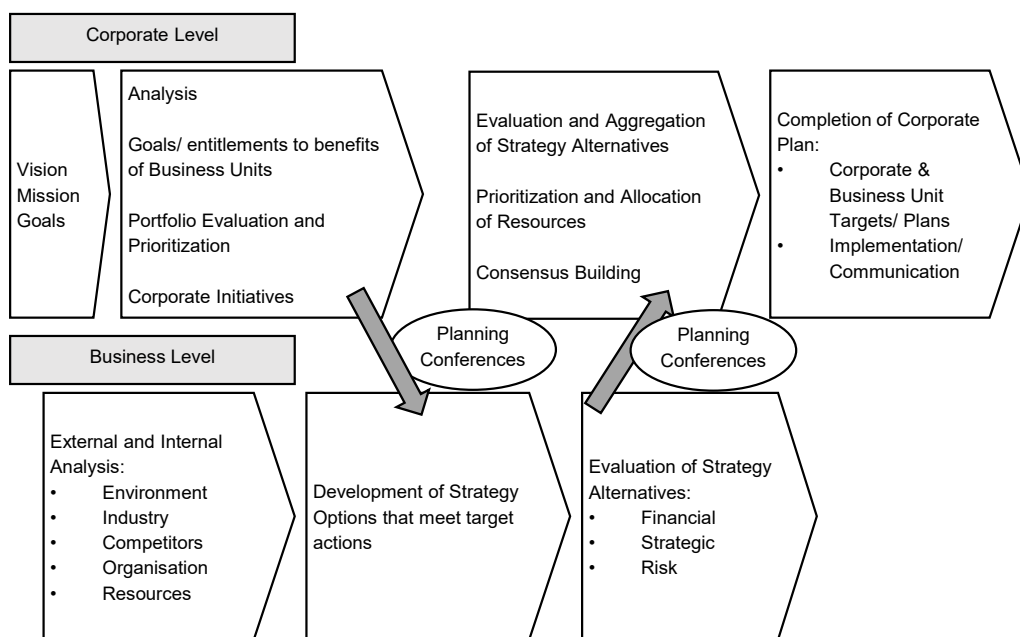 Corporate Level
Vision
Mission
Goals
Analysis
Goals/ entitlements to benefits
of Business Units
Portfolio Evaluation and
Prioritization
Corporate Initiatives
Evaluation and Aggregation
of Strategy Alternatives
Prioritization and Allocation
of Resources
Consensus Building
Completion of Corporate
Plan:
• Corporate &
Business Unit
Targets/ Plans
• Implementation/
Communication
Planning
Conferences
Planning
Conferences
Business Level
External and Internal
Analysis:
• Environment
• Industry
• Competitors
• Organisation
• Resources
Development of Strategy
Options that meet target
actions
Evaluation of Strategy
Alternatives:
• Financial
• Strategic
• Risk